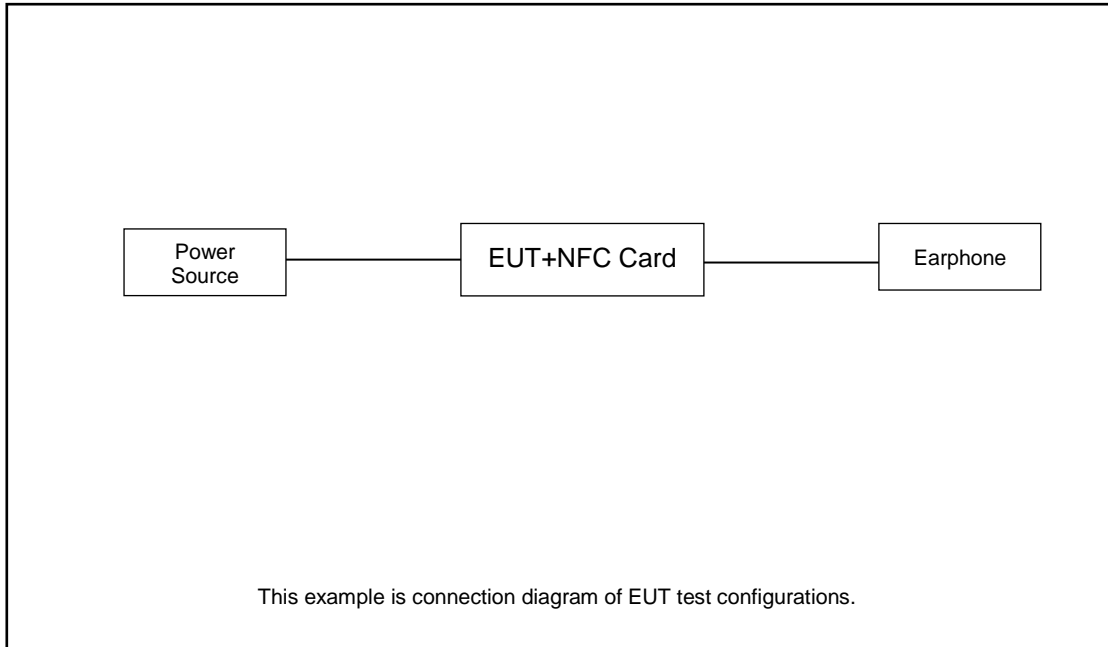 Power
Source
EUT+NFC Card
Earphone
This example is connection diagram of EUT test configurations.